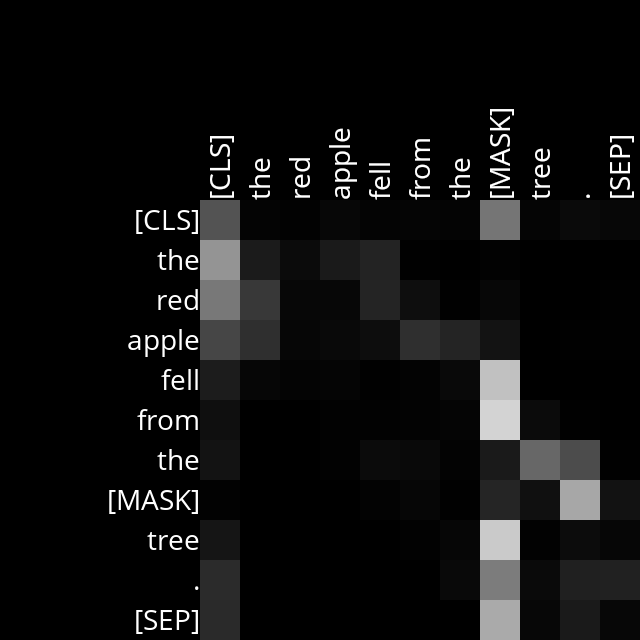 [CLS] the red apple fell from the [MASK] tree . [SEP]
[CLS]
the
red
apple
fell
from
the
[MASK]
tree
.
[SEP]